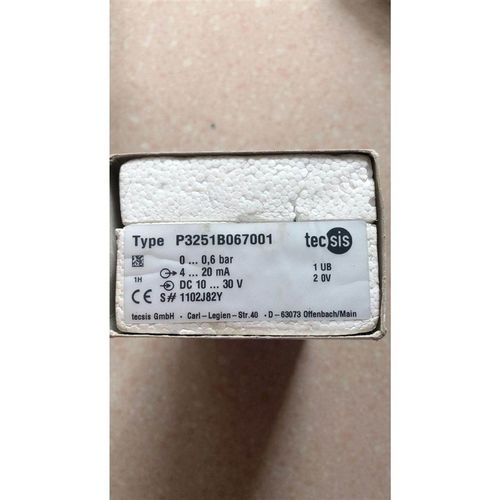 Type P3251B067001
tecsis
0 ... 0,6 bar
4 ... 20 mA
1 UB
1H
DC 10 ... 30 V
2 0V
CE S# 1102J82Y
tecsis GmbH · Carl-Legien-Str.40 · D-63073 Offenbach/Main